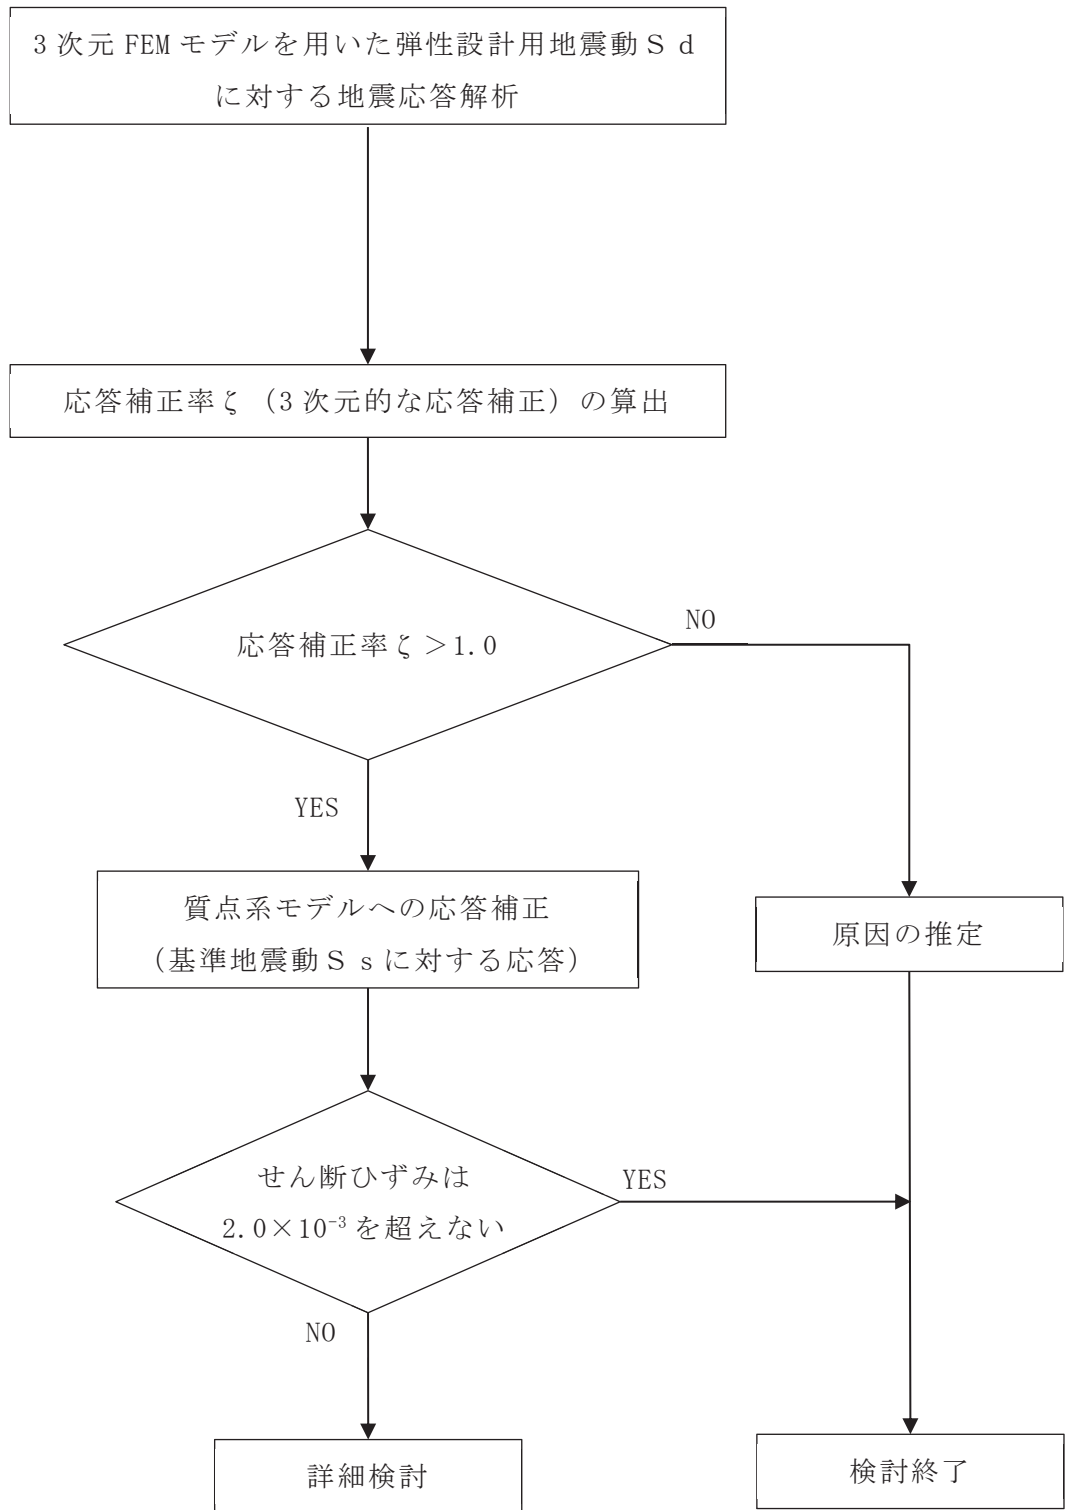 3 次元 FEM モデルを用いた弾性設計用地震動Ｓｄ
に対する地震応答解析
応答補正率ζ（3 次元的な応答補正）の算出
応答補正率ζ＞1.0
NO
YES
質点系モデルへの応答補正
（基準地震動Ｓｓに対する応答）
原因の推定
せん断ひずみは
2.0×10⁻³を超えない
YES
NO
詳細検討
検討終了